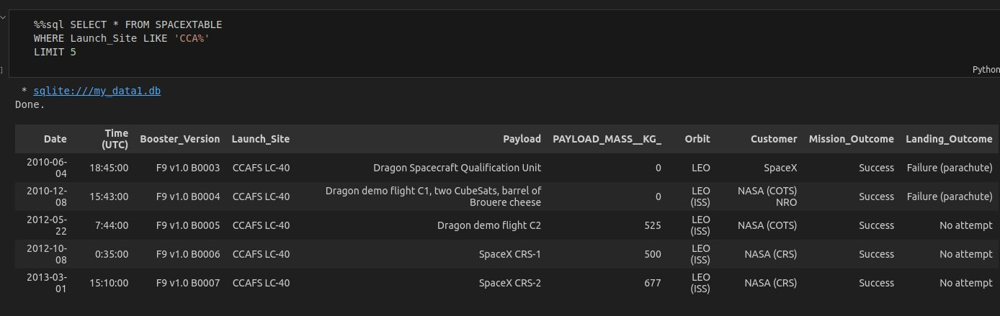 %%sql SELECT * FROM SPACEXTABLE
WHERE Launch_Site LIKE 'CCA%'
LIMIT 5
]
Python
* sqlite:///my_data1.db
Done.
Date Time (UTC) Booster_Version Launch_Site Payload PAYLOAD_MASS__KG_ Orbit Customer Mission_Outcome Landing_Outcome
2010-06-04 18:45:00 F9 v1.0 B0003 CCAFS LC-40 Dragon Spacecraft Qualification Unit 0 LEO SpaceX Success Failure (parachute)
2010-12-08 15:43:00 F9 v1.0 B0004 CCAFS LC-40 Dragon demo flight C1, two CubeSats, barrel of Brouere cheese 0 LEO (ISS) NASA (COTS) NRO Success Failure (parachute)
2012-05-22 7:44:00 F9 v1.0 B0005 CCAFS LC-40 Dragon demo flight C2 525 LEO (ISS) NASA (COTS) Success No attempt
2012-10-08 0:35:00 F9 v1.0 B0006 CCAFS LC-40 SpaceX CRS-1 500 LEO (ISS) NASA (CRS) Success No attempt
2013-03-01 15:10:00 F9 v1.0 B0007 CCAFS LC-40 SpaceX CRS-2 677 LEO (ISS) NASA (CRS) Success No attempt